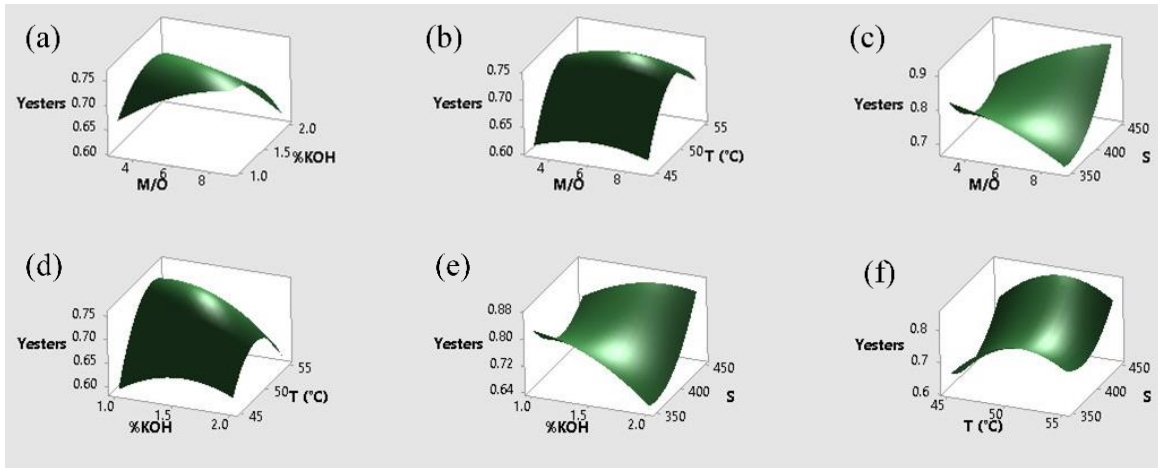 (a)
0.75
0.70
Yesters
0.65
0.60
4
6
8
M/O
2.0
1.5
%KOH
1.0
(b)
0.75
0.70
Yesters
0.65
0.60
4
6
8
M/O
55
50
T (°C)
45
(c)
0.9
Yesters
0.8
0.7
4
6
8
M/O
450
400
S
350
(d)
0.75
Yesters
0.70
0.65
0.60
1.0
1.5
2.0
%KOH
55
50
T (°C)
45
(e)
0.88
Yesters
0.80
0.72
0.64
1.0
1.5
2.0
%KOH
450
400
S
350
(f)
0.8
Yesters
0.7
0.6
45
50
55
T (°C)
450
400
S
350